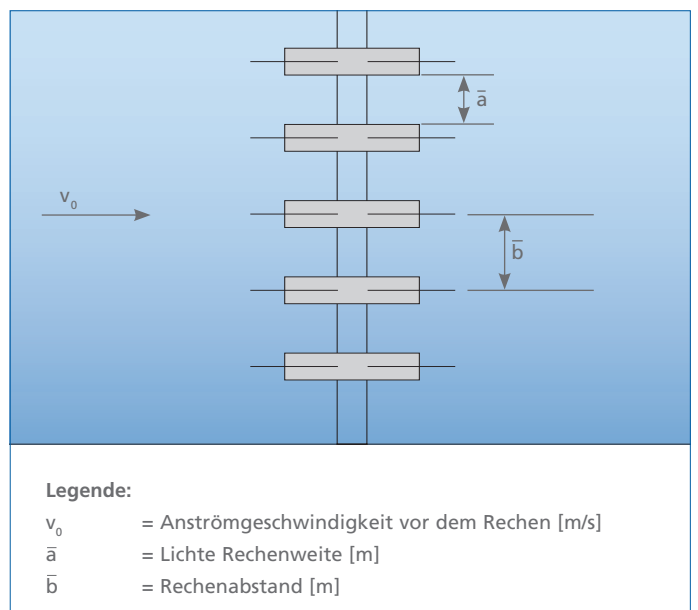 ā
v₀
b̄
Legende:
v₀ = Anströmgeschwindigkeit vor dem Rechen [m/s]
ā = Lichte Rechenweite [m]
b̄ = Rechenabstand [m]